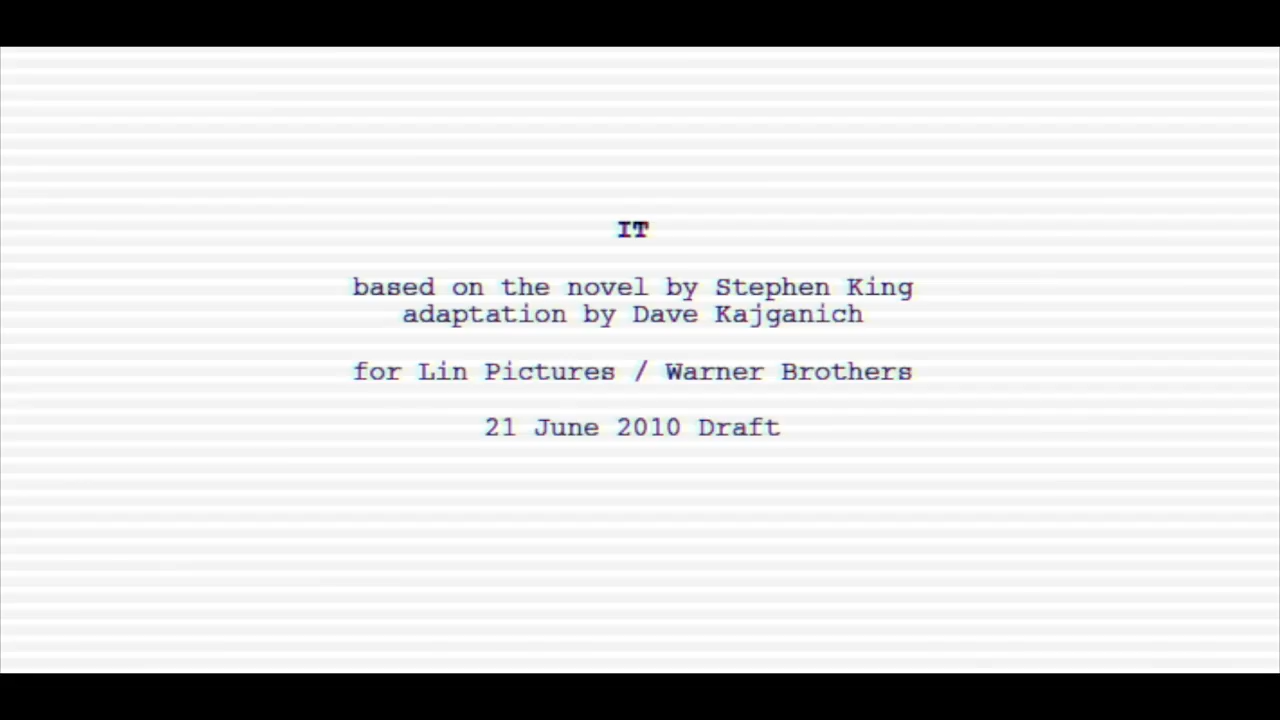 IT
based on the novel by Stephen King
adaptation by Dave Kajganich
for Lin Pictures / Warner Brothers
21 June 2010 Draft